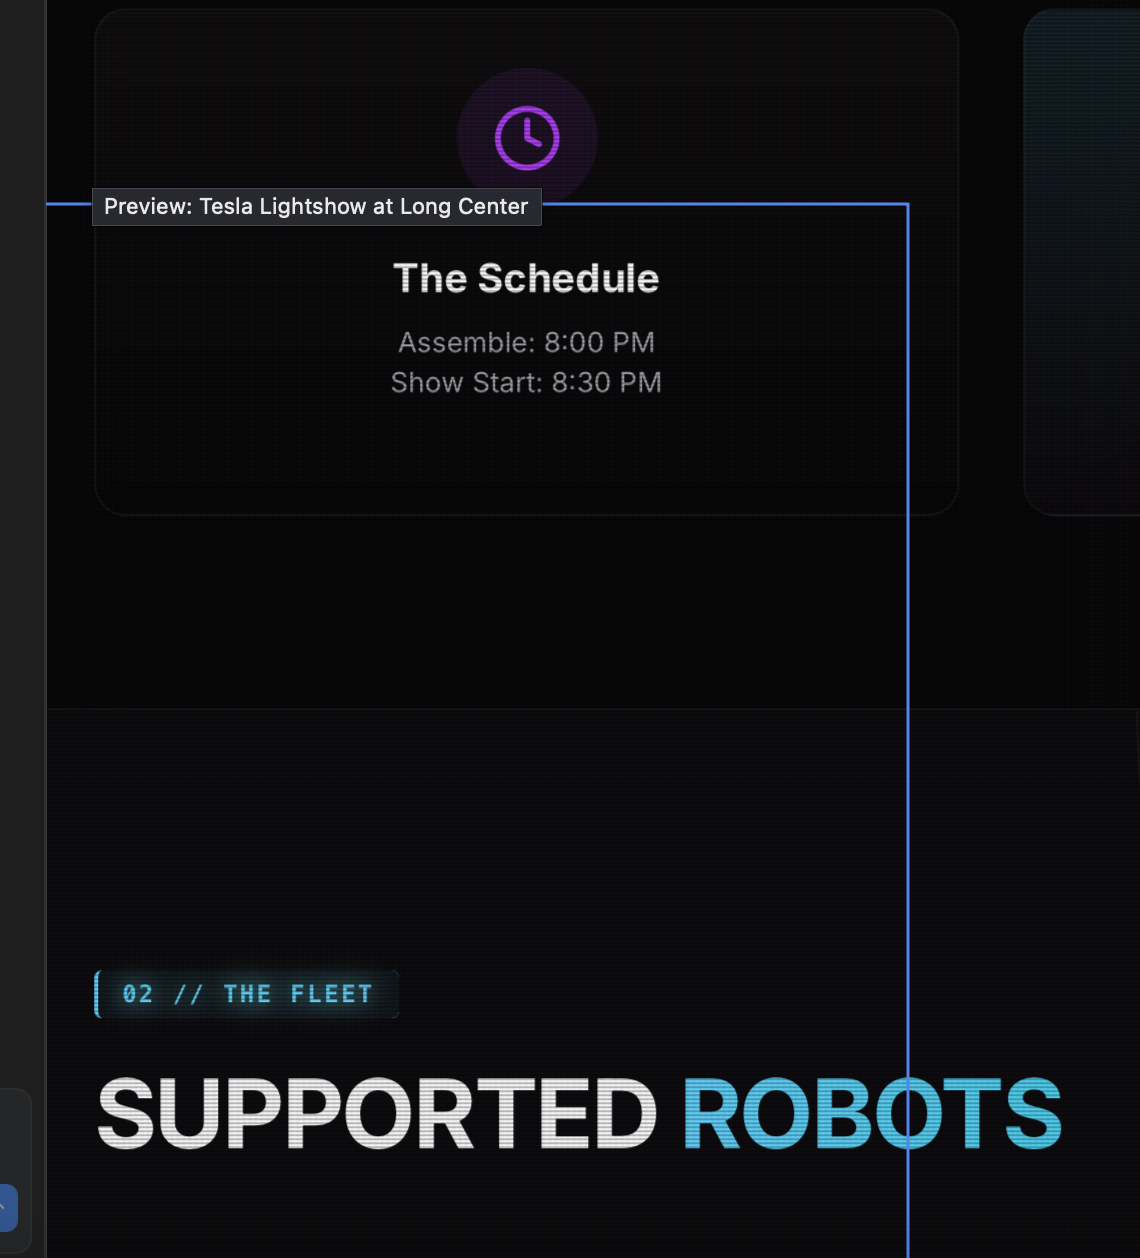 Preview: Tesla Lightshow at Long Center
The Schedule
Assemble: 8:00 PM
Show Start: 8:30 PM
02 // THE FLEET
SUPPORTED ROBOTS